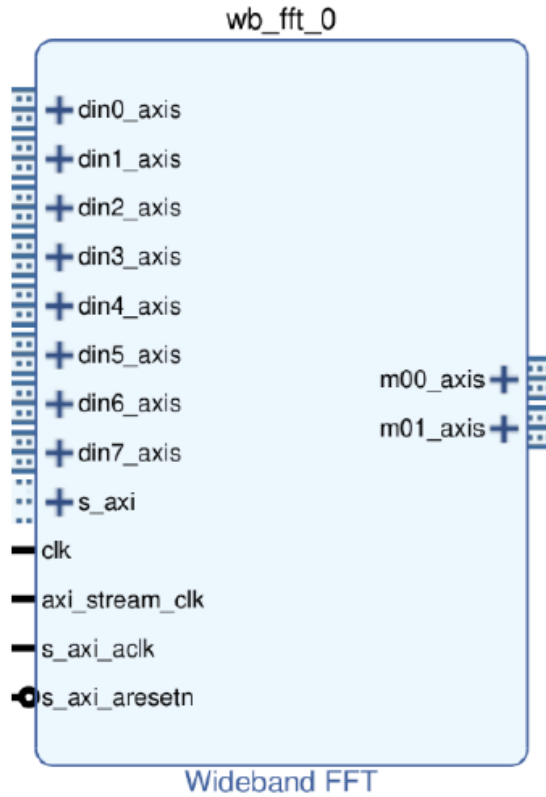 wb_fft_0
din0_axis
din1_axis
din2_axis
din3_axis
din4_axis
din5_axis
din6_axis
din7_axis
s_axi
clk
axi_stream_clk
s_axi_aclk
s_axi_aresetn
m00_axis
m01_axis
Wideband FFT